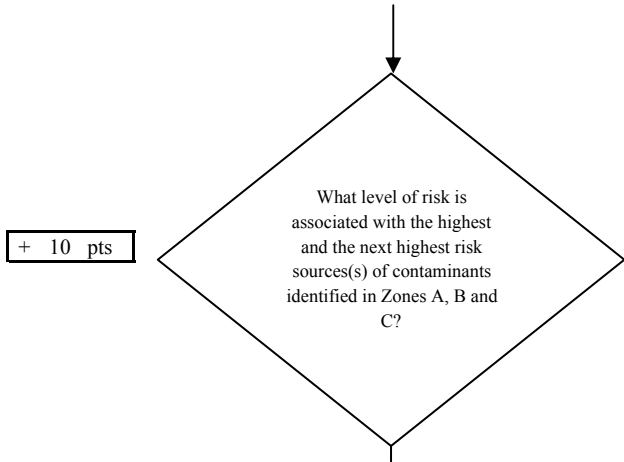 What level of risk is
associated with the highest
and the next highest risk
sources(s) of contaminants
identified in Zones A, B and
C?
+ 10 pts